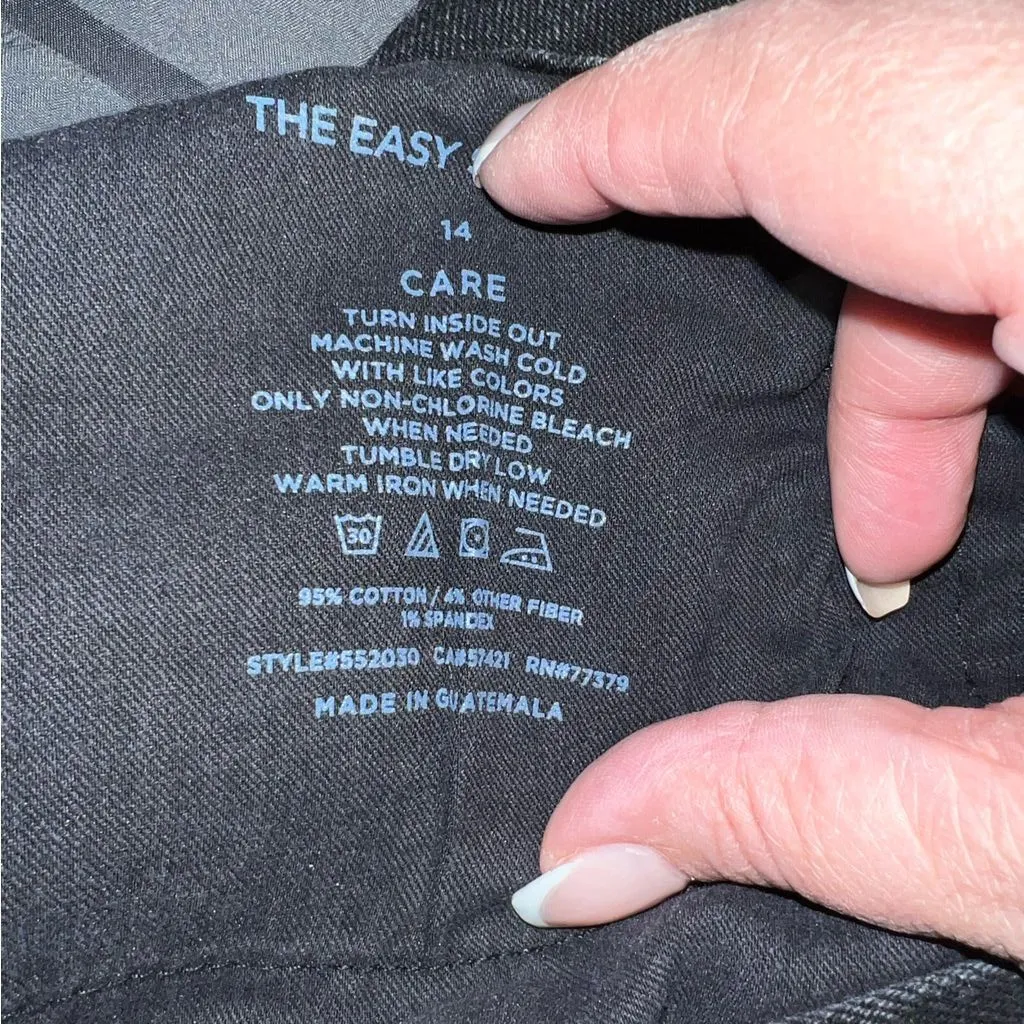 THE EASY
14
CARE
TURN INSIDE OUT
MACHINE WASH COLD
WITH LIKE COLORS
ONLY NON-CHLORINE BLEACH
WHEN NEEDED
TUMBLE DRY LOW
WARM IRON WHEN NEEDED
30
95% COTTON / 4% OTHER FIBER
1% SPANDEX
STYLE#552030 CA#57421 RN#77379
MADE IN GUATEMALA